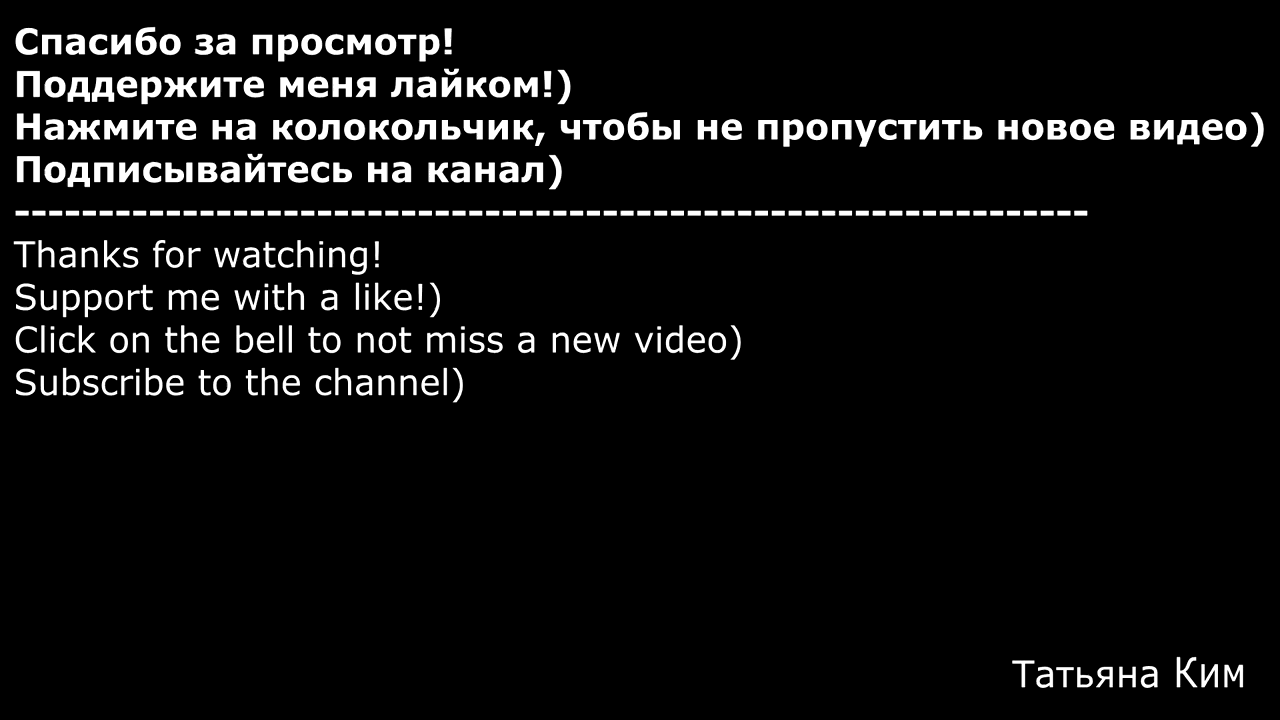 Спасибо за просмотр!
Поддержите меня лайком!)
Нажмите на колокольчик, чтобы не пропустить новое видео)
Подписывайтесь на канал)
----------------------------------------------------------------
Thanks for watching!
Support me with a like!)
Click on the bell to not miss a new video)
Subscribe to the channel)
Татьяна Ким